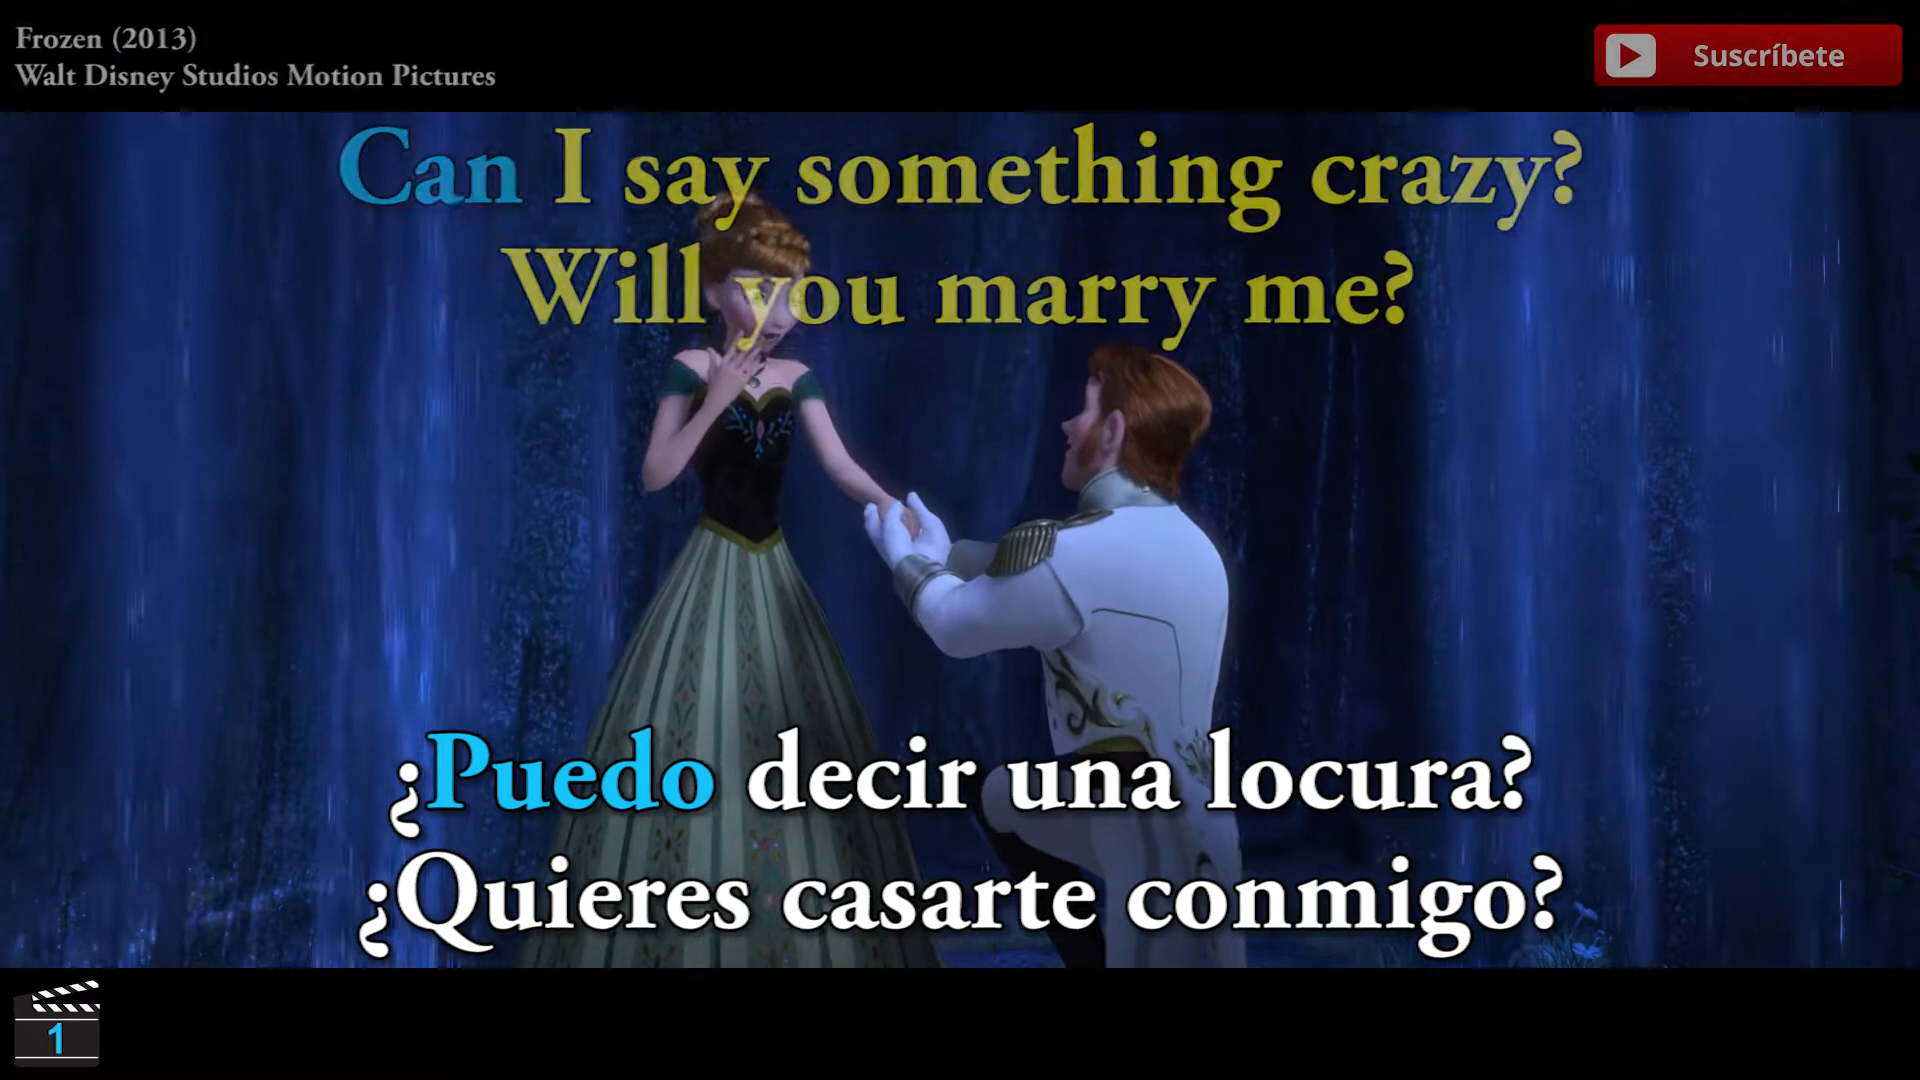 Frozen (2013)
Walt Disney Studios Motion Pictures
Suscríbete
Can I say something crazy?
Will you marry me?
¿Puedo decir una locura?
¿Quieres casarte conmigo?
1